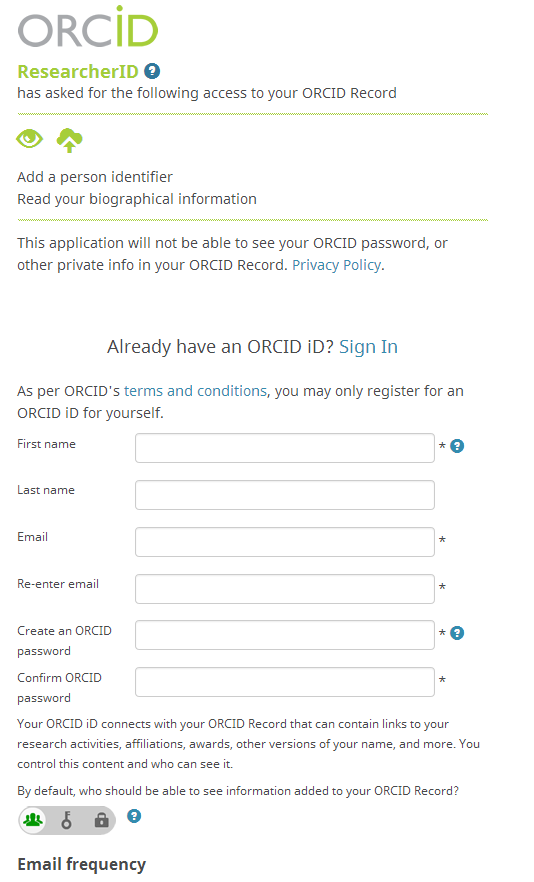 ORCiD
ResearcherID ?
has asked for the following access to your ORCID Record
Add a person identifier
Read your biographical information
This application will not be able to see your ORCID password, or
other private info in your ORCID Record. Privacy Policy.
Already have an ORCID iD? Sign In
As per ORCID's terms and conditions, you may only register for an
ORCID iD for yourself.
First name * ?
Last name
Email *
Re-enter email *
Create an ORCID * ?
password
Confirm ORCID *
password
Your ORCID iD connects with your ORCID Record that can contain links to your
research activities, affiliations, awards, other versions of your name, and more. You
control this content and who can see it.
By default, who should be able to see information added to your ORCID Record?
?
Email frequency